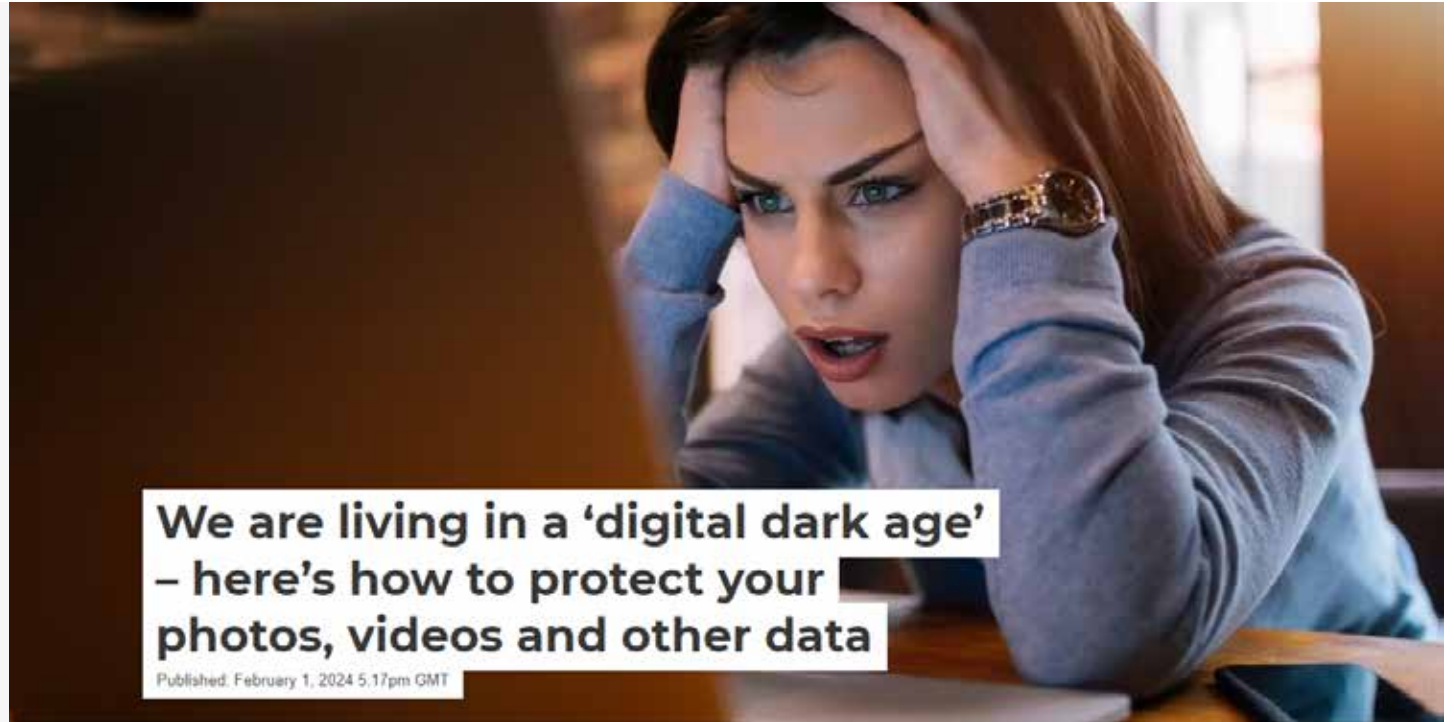 We are living in a ‘digital dark age’
– here’s how to protect your
photos, videos and other data
Published: February 1, 2024 5.17pm GMT